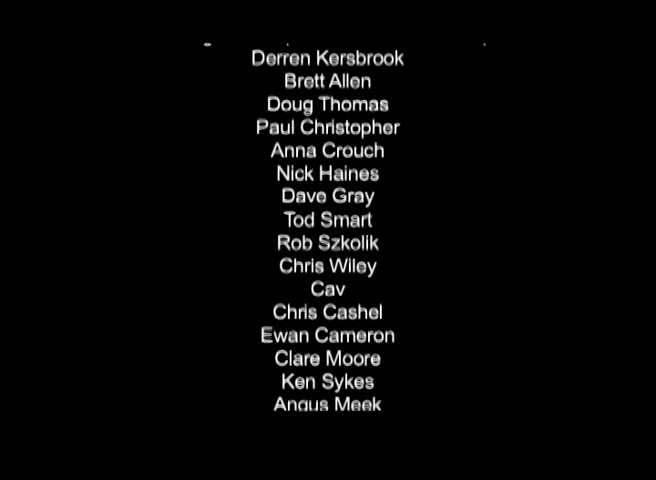 Derren Kersbrook
Brett Allen
Doug Thomas
Paul Christopher
Anna Crouch
Nick Haines
Dave Gray
Tod Smart
Rob Szkolik
Chris Wiley
Cav
Chris Cashel
Ewan Cameron
Clare Moore
Ken Sykes
Angus Meek